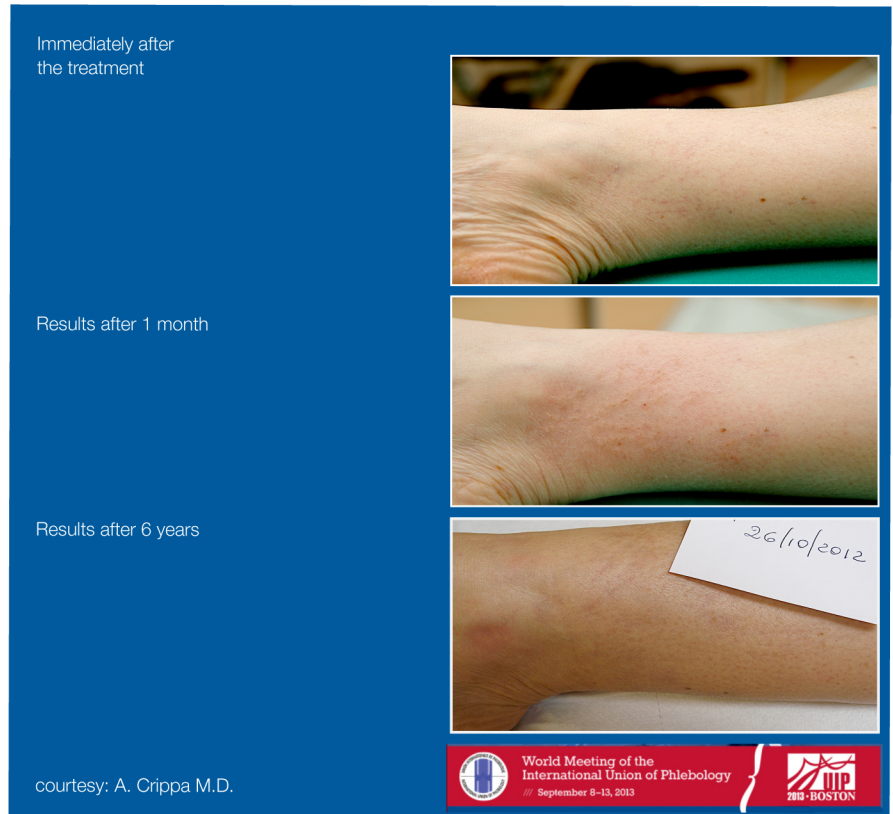 Immediately after
the treatment
Results after 1 month
Results after 6 years
26/10/2012
courtesy: A. Crippa M.D.
World Meeting of the
International Union of Phlebology
/// September 8–13, 2013
UIP
2013 • BOSTON